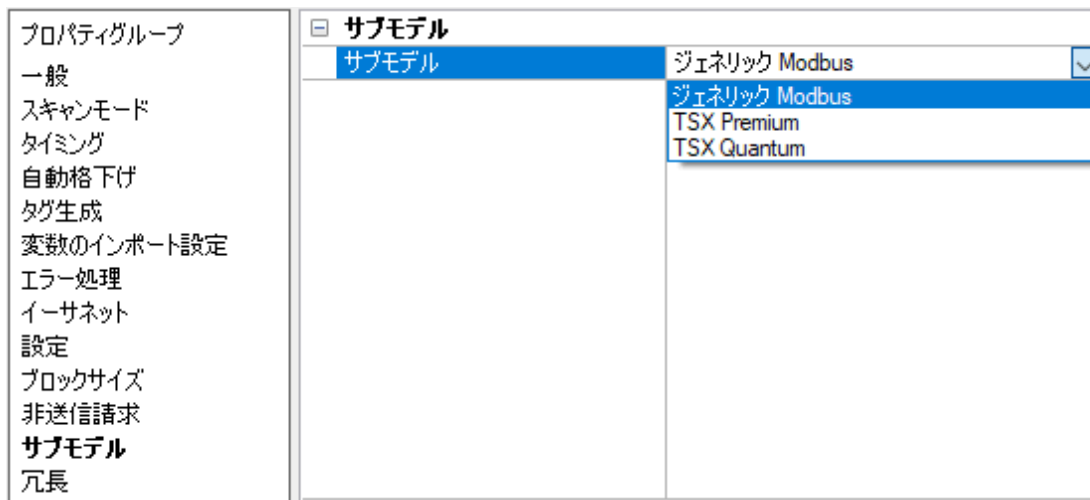 プロパティグループ
一般
スキャンモード
タイミング
自動格下げ
タグ生成
変数のインポート設定
エラー処理
イーサネット
設定
ブロックサイズ
非送信請求
サブモデル
冗長
サブモデル
サブモデル ジェネリック Modbus
ジェネリック Modbus
TSX Premium
TSX Quantum